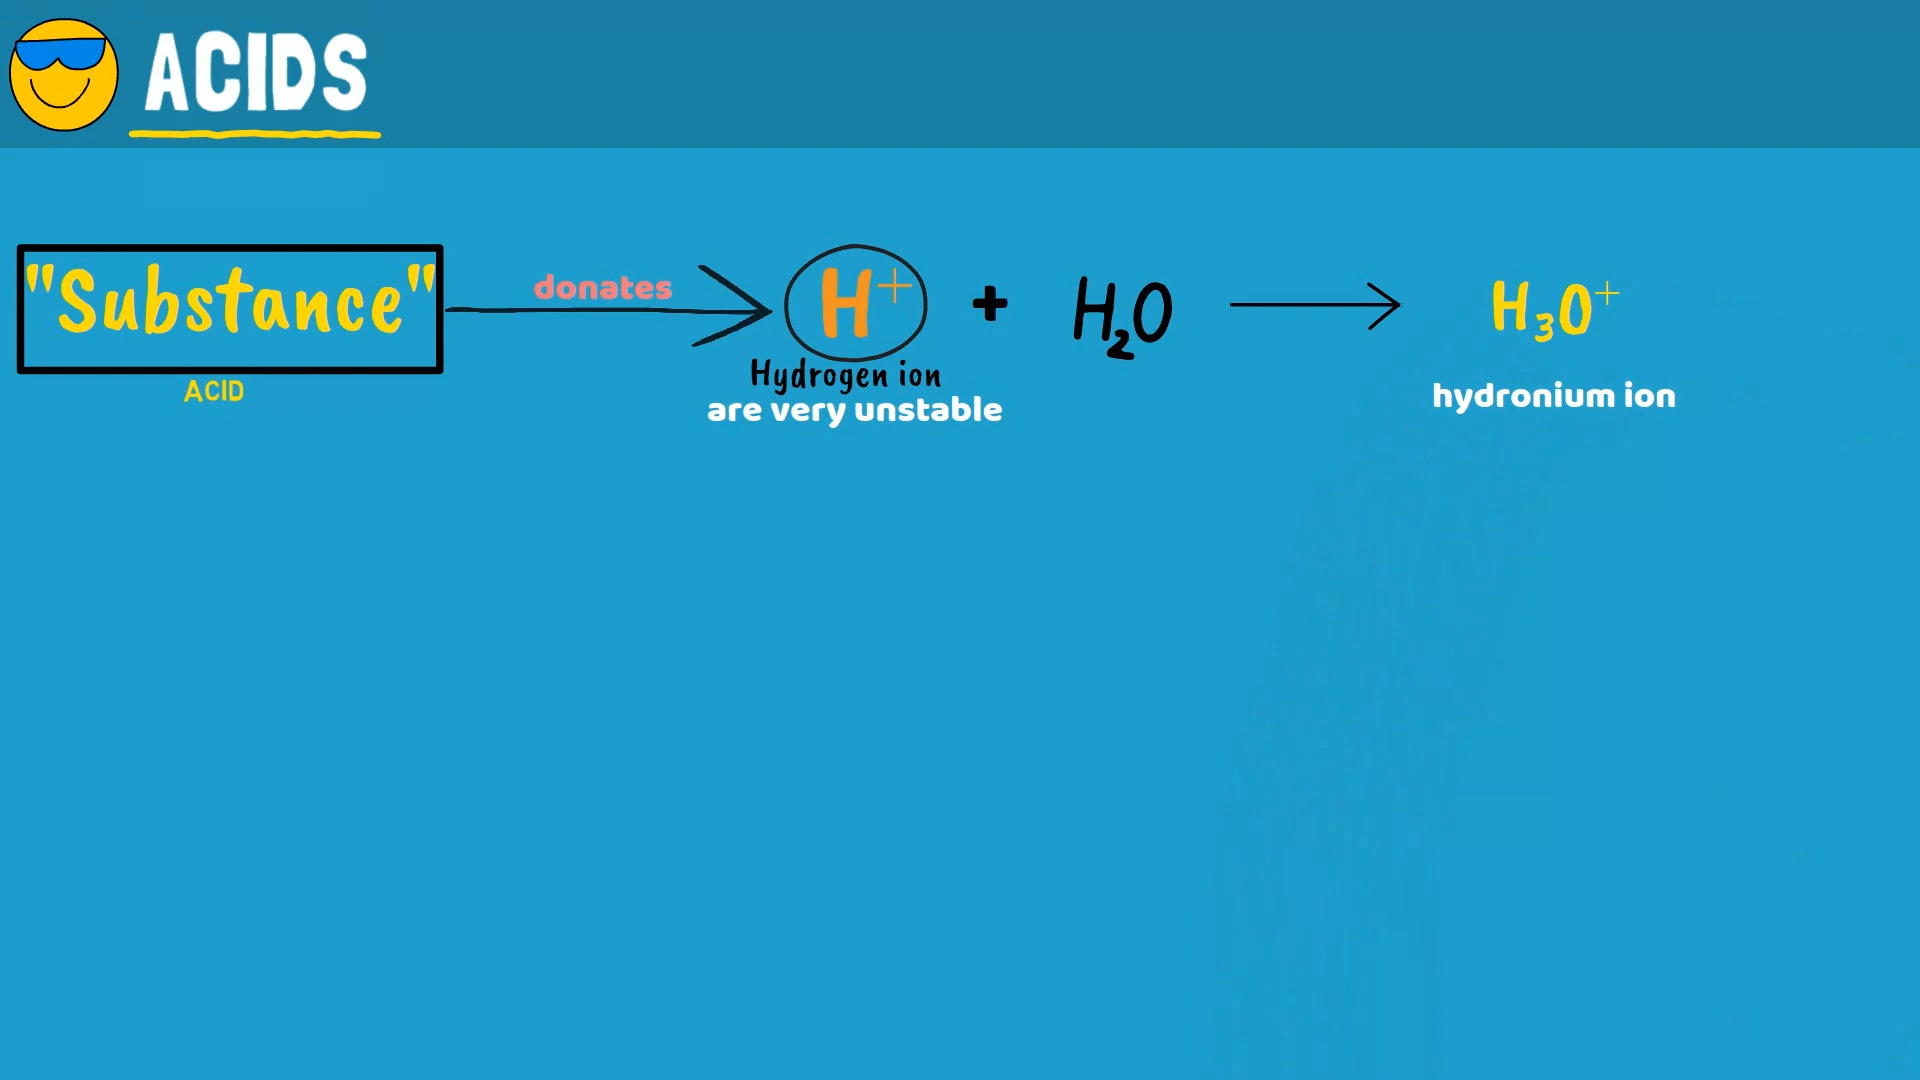 ACIDS
"Substance" donates H⁺ + H₂O → H₃O⁺
ACID
Hydrogen ion
are very unstable
hydronium ion